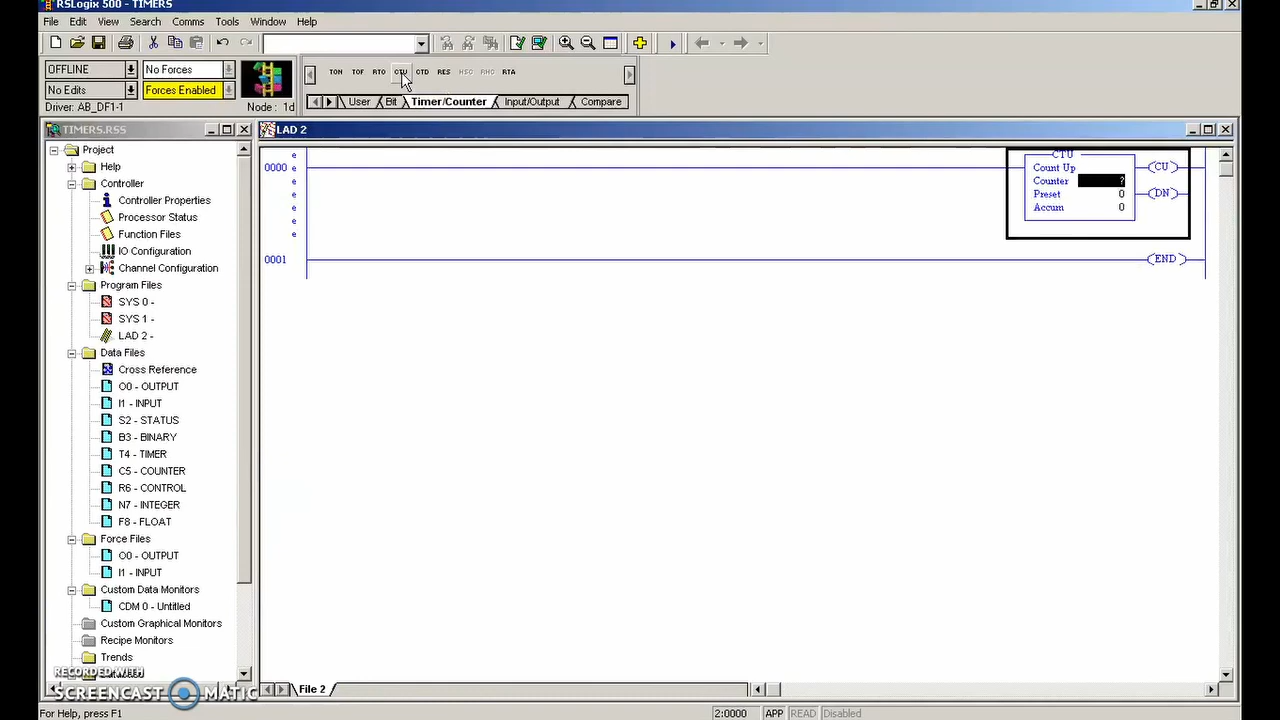 RSLogix 500 - TIMERS
File Edit View Search Comms Tools Window Help
OFFLINE No Forces
No Edits Forces Enabled
Driver: AB_DF1-1 Node : 1d
TON TOF RTO CTU CTD RES HSC RHC RTA
User Bit Timer/Counter Input/Output Compare
TIMERS.RSS
Project
Help
Controller
Controller Properties
Processor Status
Function Files
IO Configuration
Channel Configuration
Program Files
SYS 0 -
SYS 1 -
LAD 2 -
Data Files
Cross Reference
O0 - OUTPUT
I1 - INPUT
S2 - STATUS
B3 - BINARY
T4 - TIMER
C5 - COUNTER
R6 - CONTROL
N7 - INTEGER
F8 - FLOAT
Force Files
O0 - OUTPUT
I1 - INPUT
Custom Data Monitors
CDM 0 - Untitled
Custom Graphical Monitors
Recipe Monitors
Trends
LAD 2
e
0000 e
e
e
e
e
e
CTU
Count Up
Counter ?
Preset 0
Accum 0
CU
DN
0001 END
File 2
RECORDED WITH
SCREENCAST MATIC
For Help, press F1
2:0000 APP READ Disabled